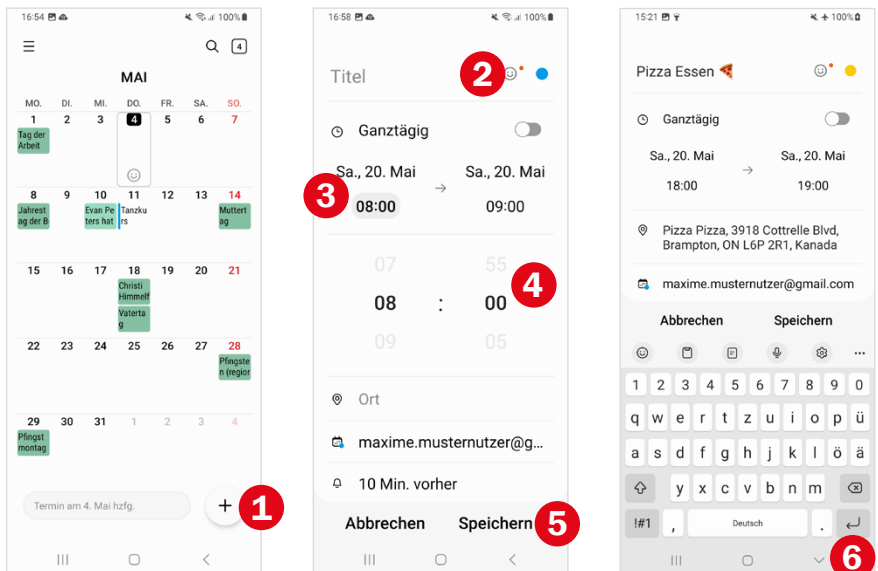 16:54
100%
4
MAI
MO. DI. MI. DO. FR. SA. SO.
1 2 3 4 5 6 7
Tag der
Arbeit
8 9 10 11 12 13 14
Jahrest
ag der B
Evan Pe
ters hat
Tanzku
rs
Muttert
ag
15 16 17 18 19 20 21
Christi
Himmelf
Vaterta
g
22 23 24 25 26 27 28
Pfingste
n (regior
29 30 31 1 2 3 4
Pfingst
montag
Termin am 4. Mai hzfg.
+ 1
16:58
100%
Titel
2
Ganztägig
Sa., 20. Mai → Sa., 20. Mai
3
08:00 09:00
07 55
08 : 00
4
09 05
Ort
maxime.musternutzer@g...
10 Min. vorher
Abbrechen Speichern
5
15:21
100%
Pizza Essen 🍕
Ganztägig
Sa., 20. Mai → Sa., 20. Mai
18:00 19:00
Pizza Pizza, 3918 Cottrelle Blvd,
Brampton, ON L6P 2R1, Kanada
maxime.musternutzer@gmail.com
Abbrechen Speichern
1 2 3 4 5 6 7 8 9 0
q w e r t z u i o p ü
a s d f g h j k l ö ä
y x c v b n m
!#1 , Deutsch .
6